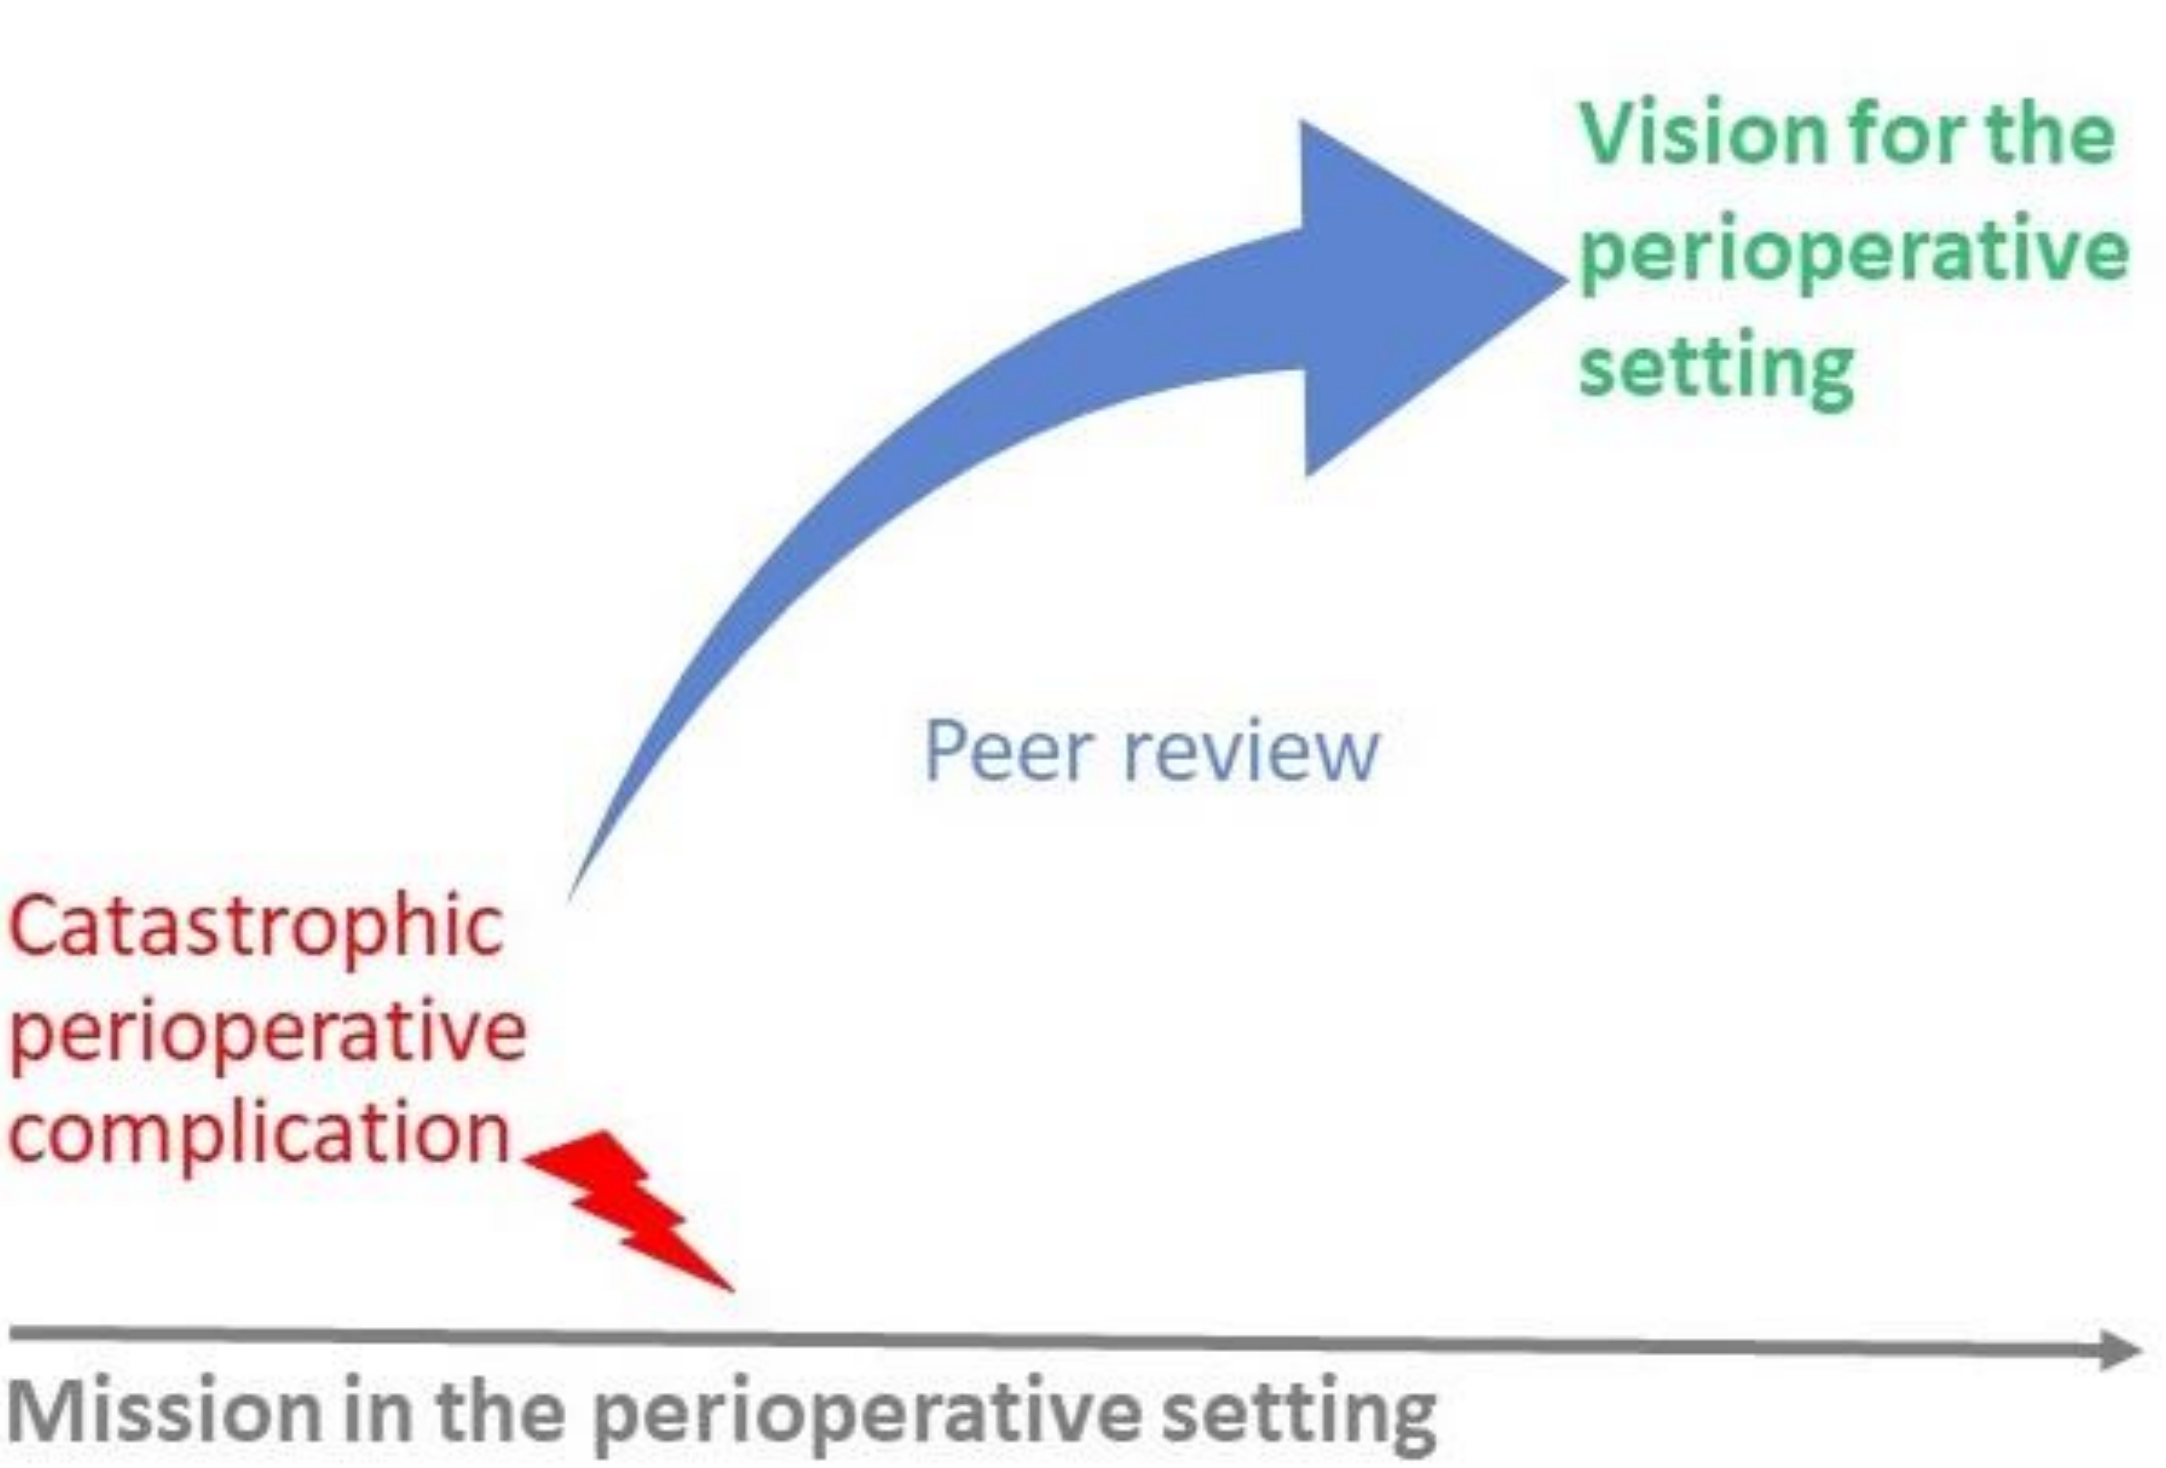 Vision for the
perioperative
setting
Peer review
Catastrophic
perioperative
complication
Mission in the perioperative setting